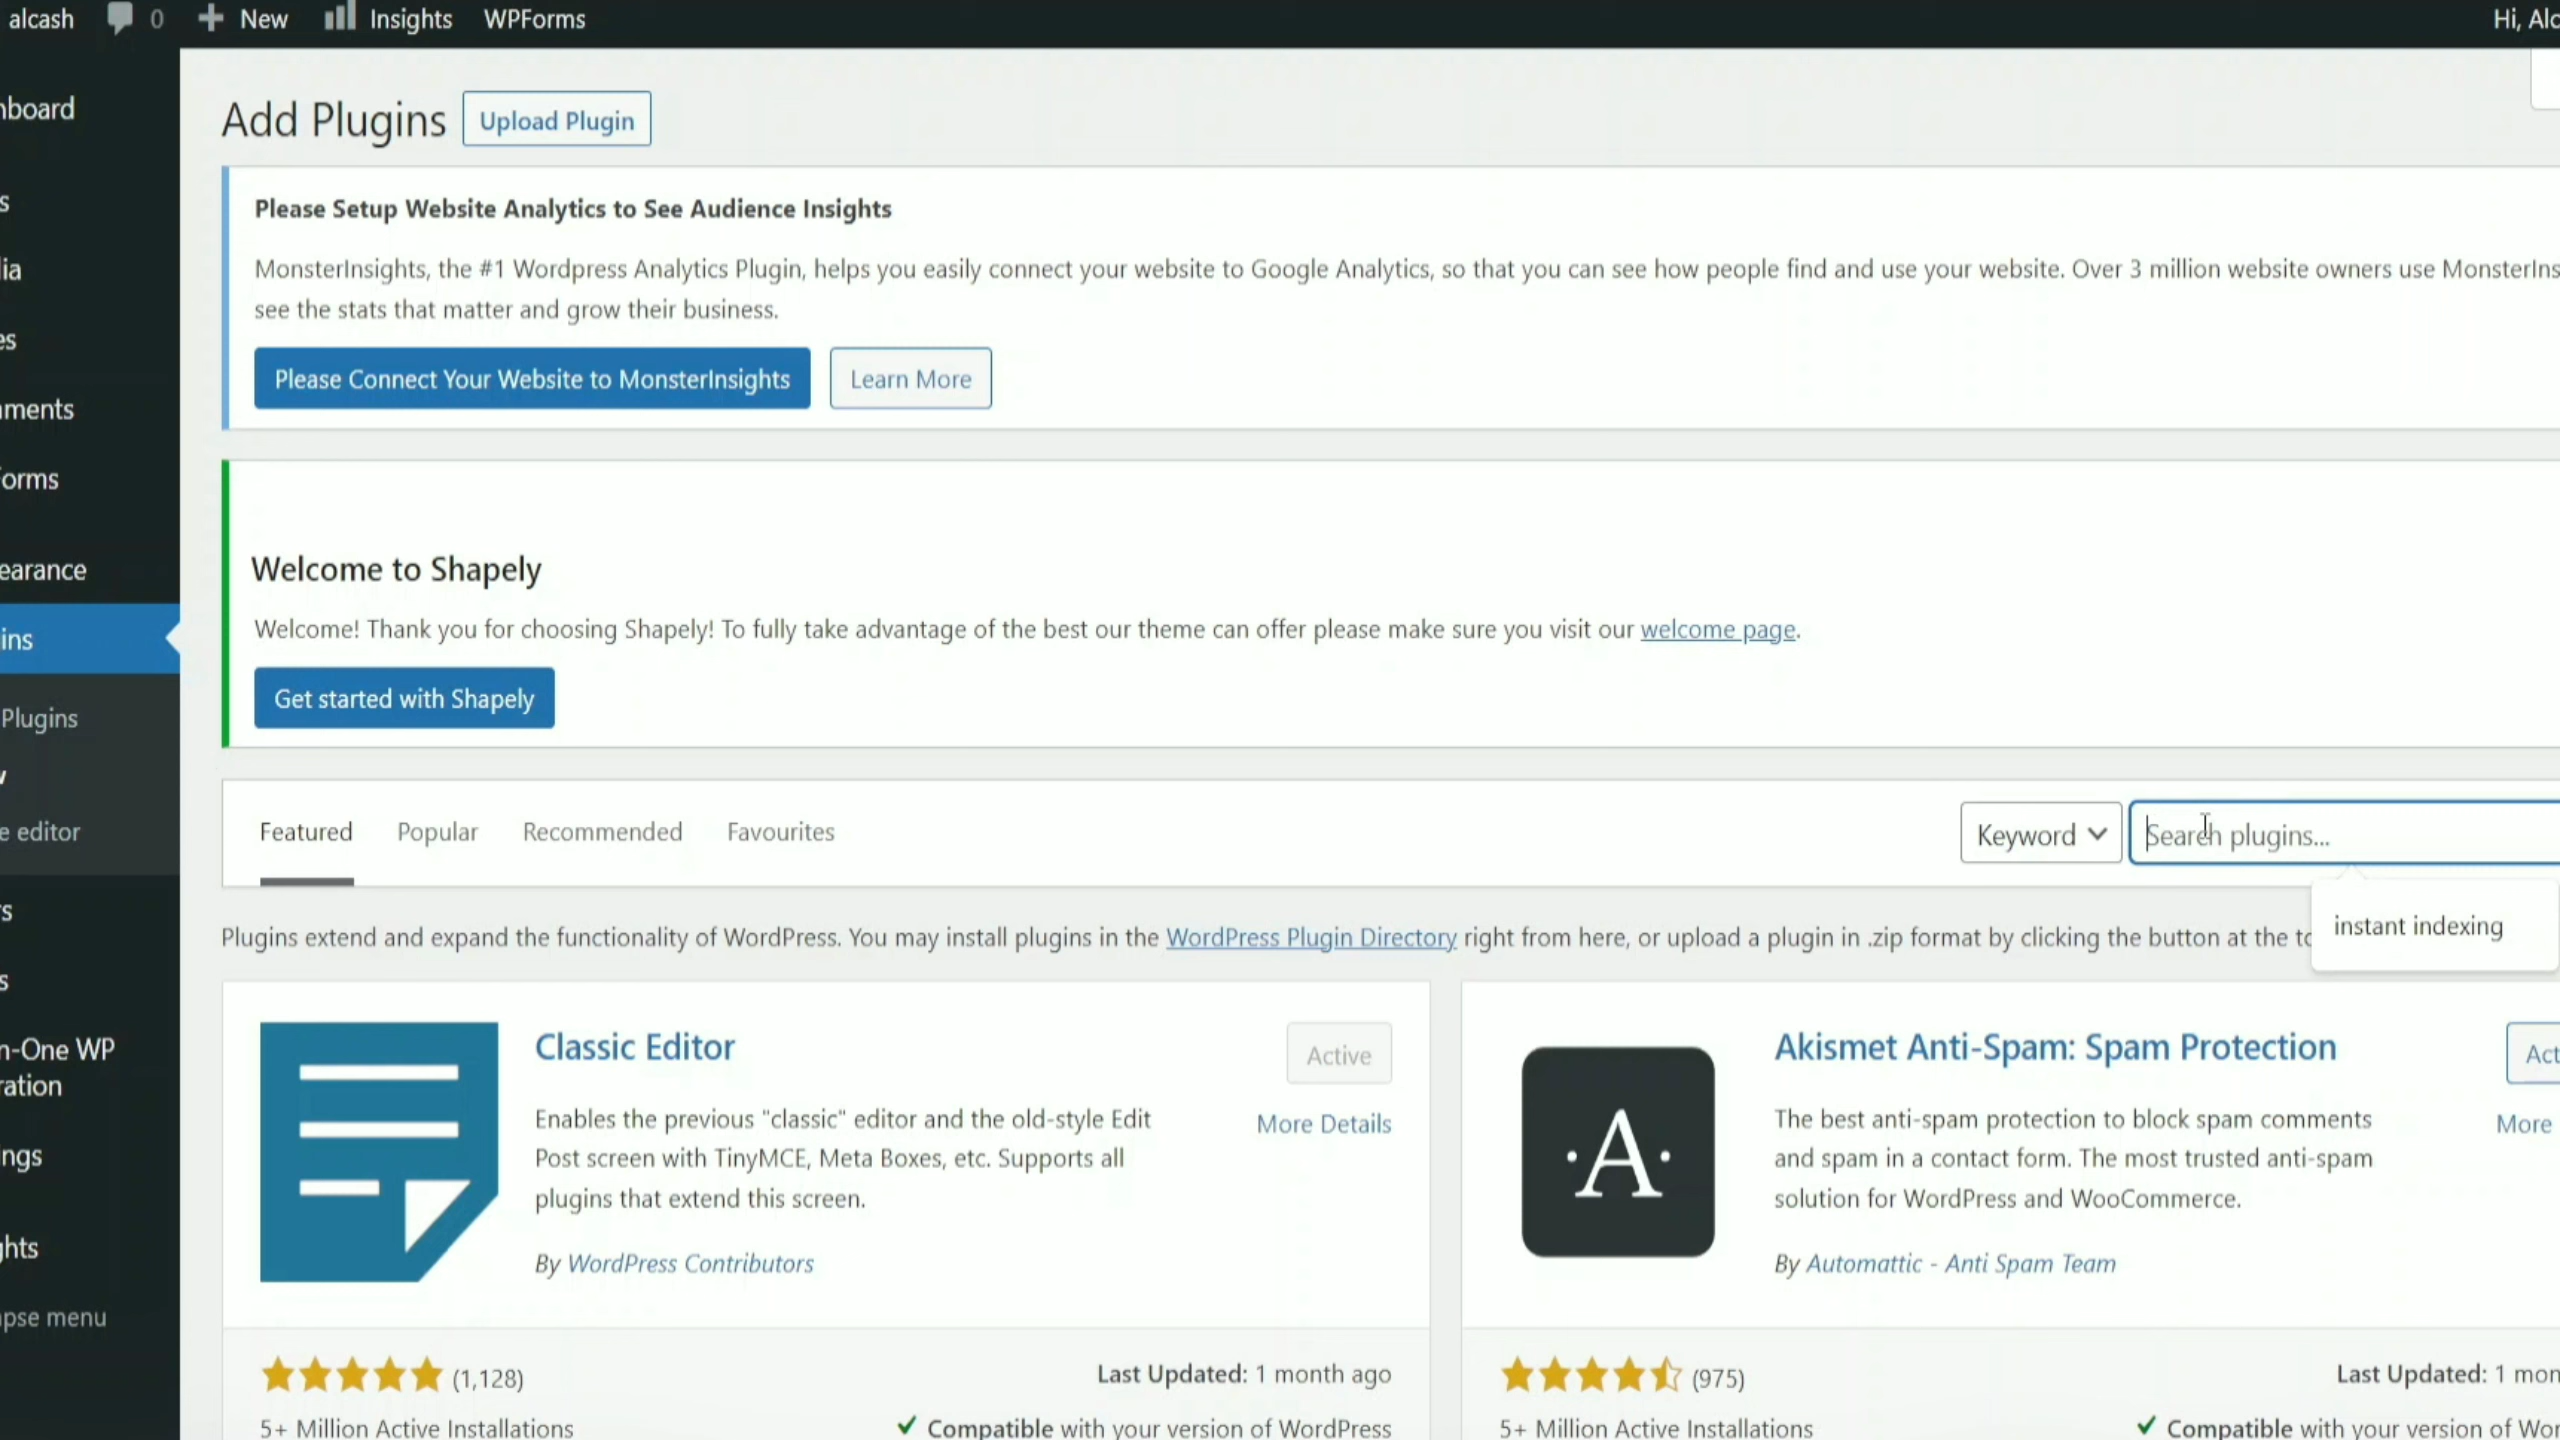 alcash 0 New Insights WPForms Hi, Alc
nboard
s
ia
es
ments
orms
earance
ins
Plugins
e editor
rs
s
n-One WP
ration
ings
ghts
apse menu
Add Plugins Upload Plugin
Please Setup Website Analytics to See Audience Insights
MonsterInsights, the #1 Wordpress Analytics Plugin, helps you easily connect your website to Google Analytics, so that you can see how people find and use your website. Over 3 million website owners use MonsterIns
see the stats that matter and grow their business.
Please Connect Your Website to MonsterInsights Learn More
Welcome to Shapely
Welcome! Thank you for choosing Shapely! To fully take advantage of the best our theme can offer please make sure you visit our welcome page.
Get started with Shapely
Featured Popular Recommended Favourites Keyword Search plugins...
instant indexing
Plugins extend and expand the functionality of WordPress. You may install plugins in the WordPress Plugin Directory right from here, or upload a plugin in .zip format by clicking the button at the to
Classic Editor Active
More Details
Enables the previous "classic" editor and the old-style Edit
Post screen with TinyMCE, Meta Boxes, etc. Supports all
plugins that extend this screen.
By WordPress Contributors
(1,128) Last Updated: 1 month ago
5+ Million Active Installations Compatible with your version of WordPress
Akismet Anti-Spam: Spam Protection Act
More
The best anti-spam protection to block spam comments
and spam in a contact form. The most trusted anti-spam
solution for WordPress and WooCommerce.
By Automattic - Anti Spam Team
A
(975) Last Updated: 1 mon
5+ Million Active Installations Compatible with your version of Wor